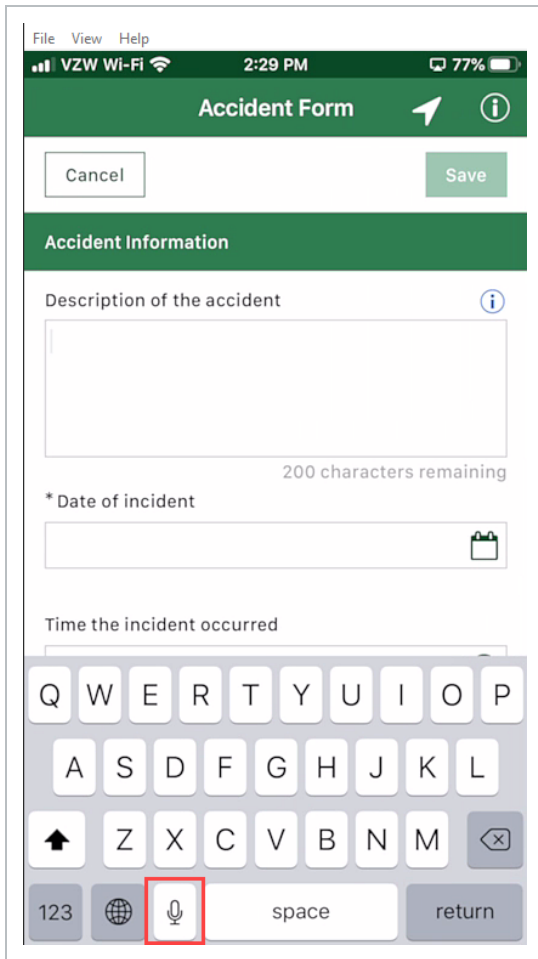 File View Help
VZW Wi-Fi 2:29 PM 77%
Accident Form
Cancel Save
Accident Information
Description of the accident
200 characters remaining
* Date of incident
Time the incident occurred
Q W E R T Y U I O P
A S D F G H J K L
Z X C V B N M
123 space return